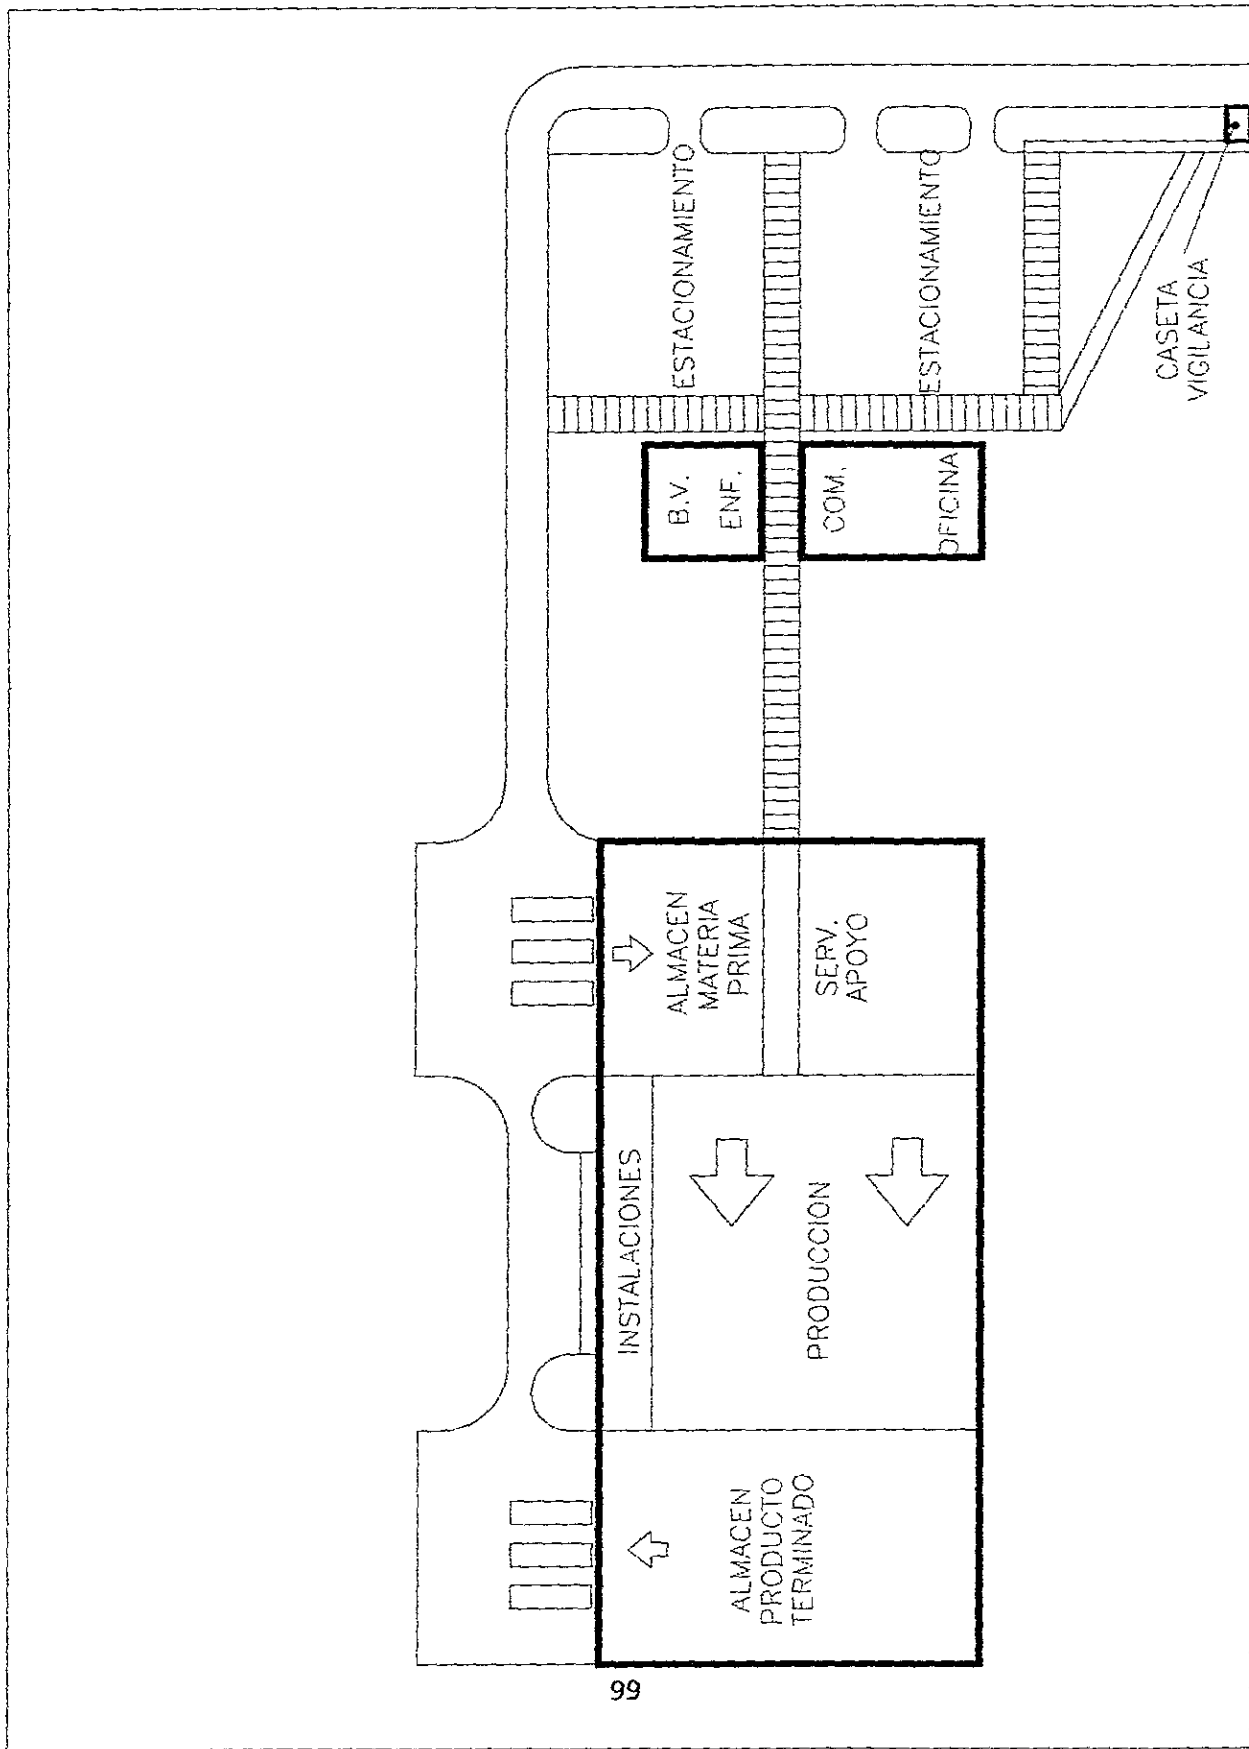 ALMACEN
PRODUCTO
TERMINADO
INSTALACIONES
PRODUCCION
ALMACEN
MATERIA
PRIMA
SERV.
APOYO
B.V.
ENF.
COM.
OFICINA
ESTACIONAMIENTO
ESTACIONAMIENTO
CASETA
VIGILANCIA
99